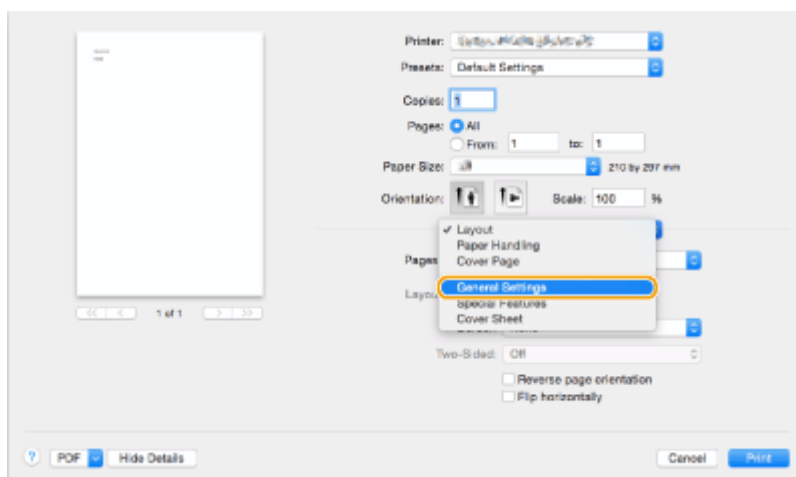 Printer:
Presets: Default Settings
Copies: 1
Pages: All
From: 1 to: 1
Paper Size: 210 by 297 mm
Orientation: Scale: 100 %
✓ Layout
Paper Handling
Cover Page
Pages
General Settings
Layou
Special Features
Cover Sheet
Two-Sided: Off
Reverse page orientation
Flip horizontally
<< < 1 of 1 > >>
? PDF Hide Details Cancel Print